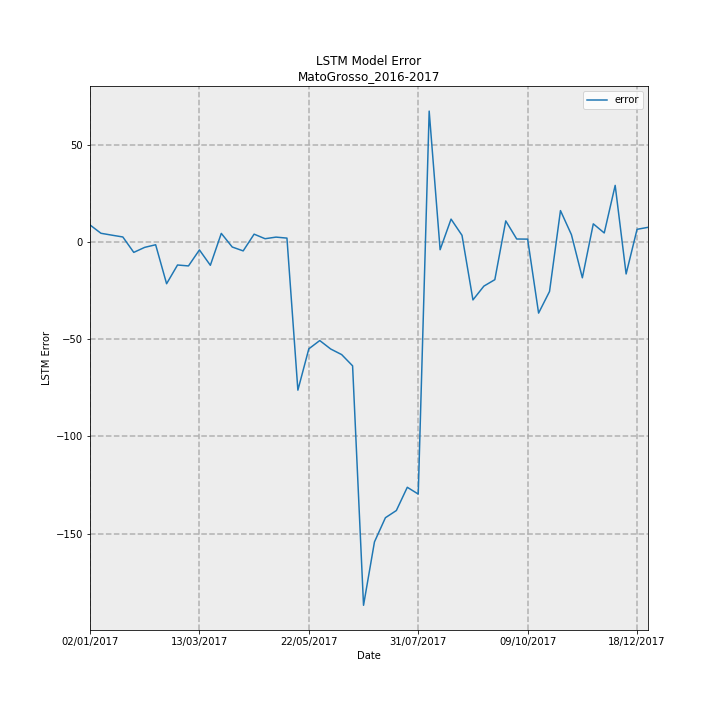 LSTM Model Error
MatoGrosso_2016-2017
error
50
0
−50
−100
−150
LSTM Error
02/01/2017 13/03/2017 22/05/2017 31/07/2017 09/10/2017 18/12/2017
Date